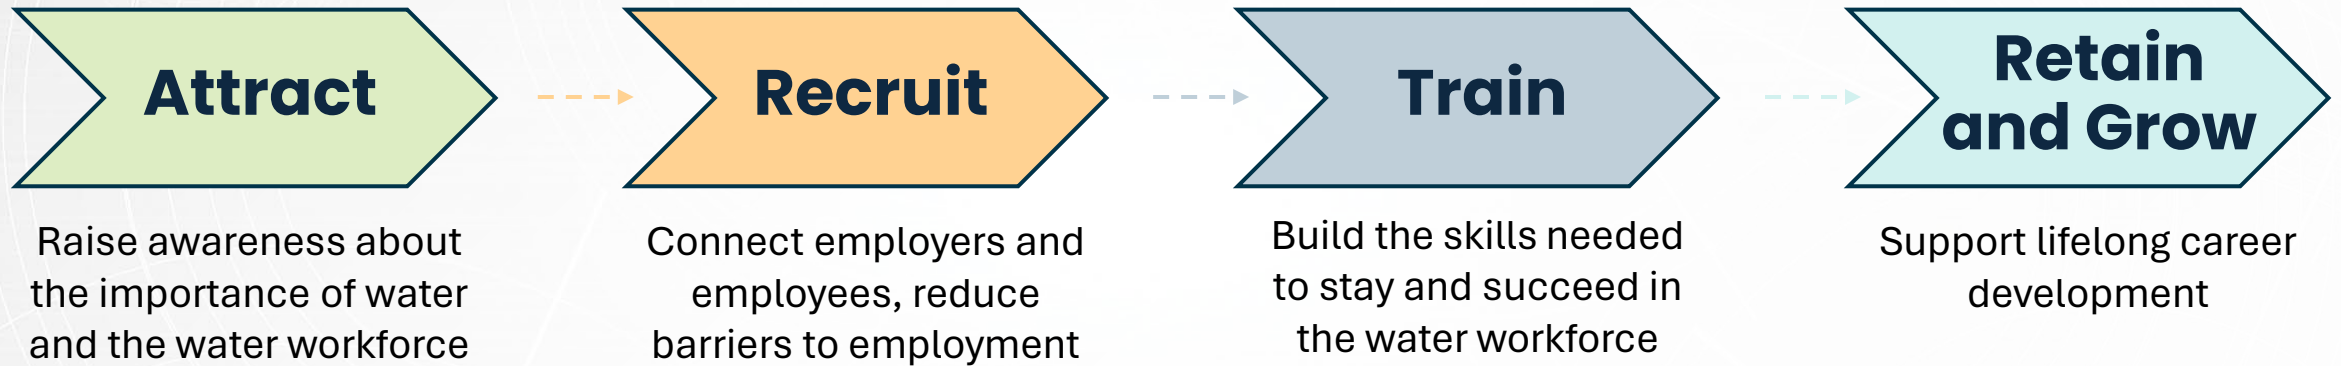 Attract
Raise awareness about
the importance of water
and the water workforce
Recruit
Connect employers and
employees, reduce
barriers to employment
Train
Build the skills needed
to stay and succeed in
the water workforce
Retain
and Grow
Support lifelong career
development